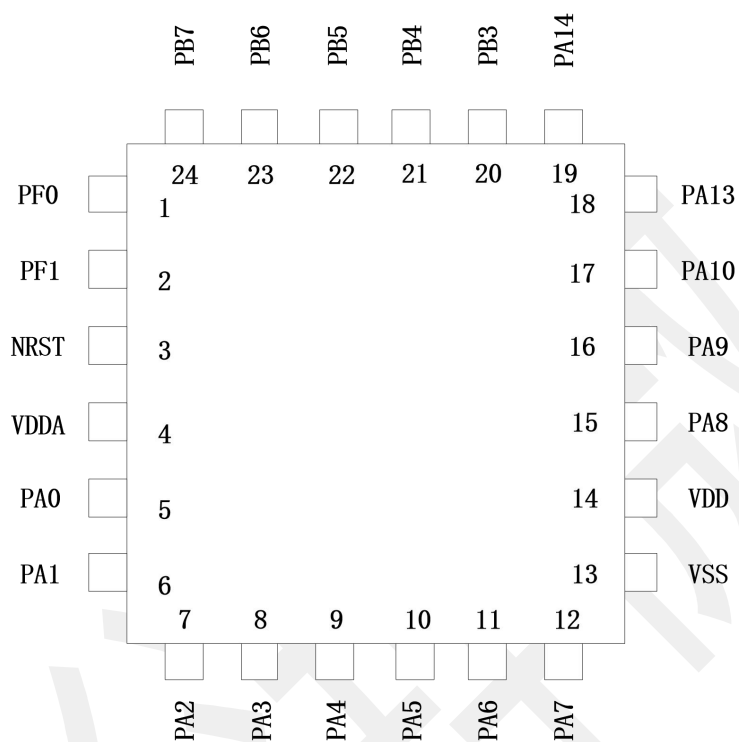 PB7 PB6 PB5 PB4 PB3 PA14
24 23 22 21 20 19
PF0 1 18 PA13
PF1 2 17 PA10
NRST 3 16 PA9
VDDA 4 15 PA8
PA0 5 14 VDD
PA1 6 13 VSS
7 8 9 10 11 12
PA2 PA3 PA4 PA5 PA6 PA7